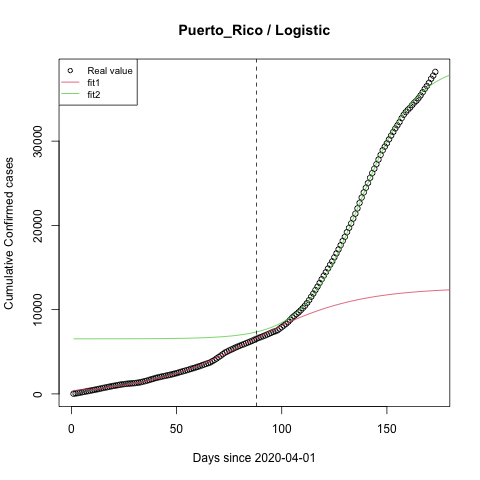 Puerto_Rico / Logistic
Real value
fit1
fit2
Cumulative Confirmed cases
0
10000
20000
30000
0
50
100
150
Days since 2020-04-01